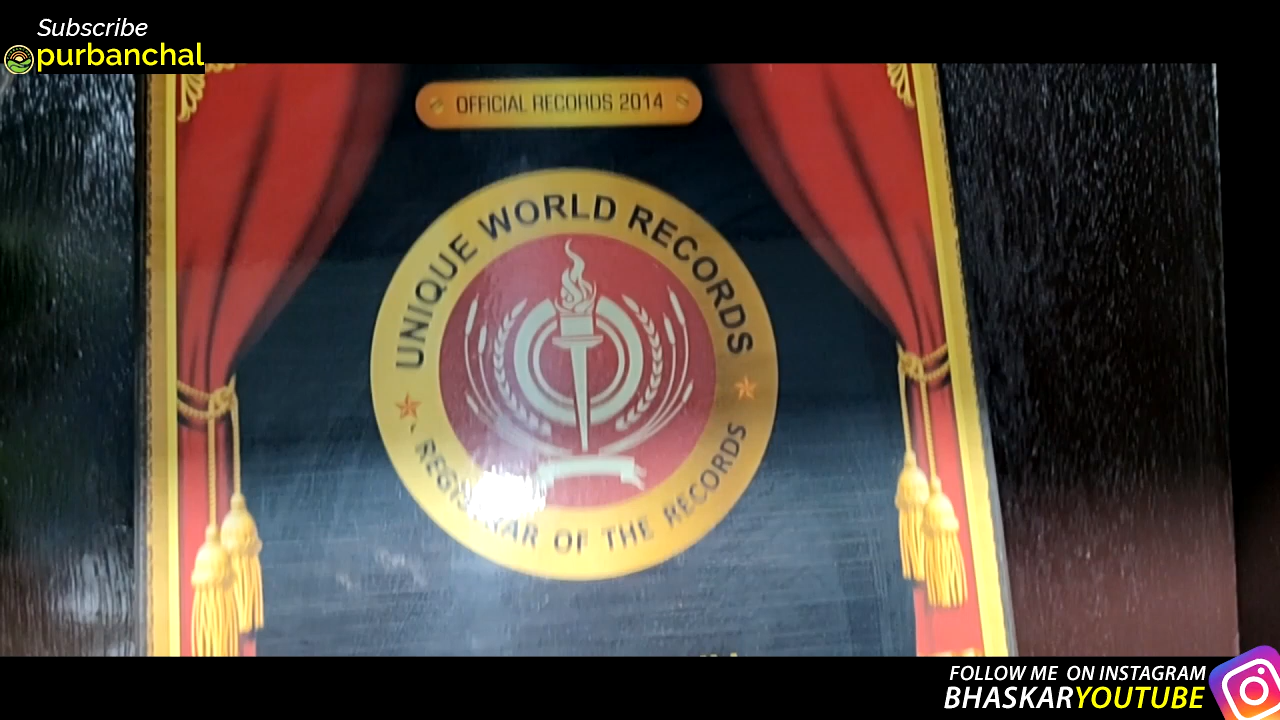 Subscribe
purbanchal
OFFICIAL RECORDS 2014
UNIQUE WORLD RECORDS
REGISTRAR OF THE RECORDS
FOLLOW ME ON INSTAGRAM
BHASKARYOUTUBE